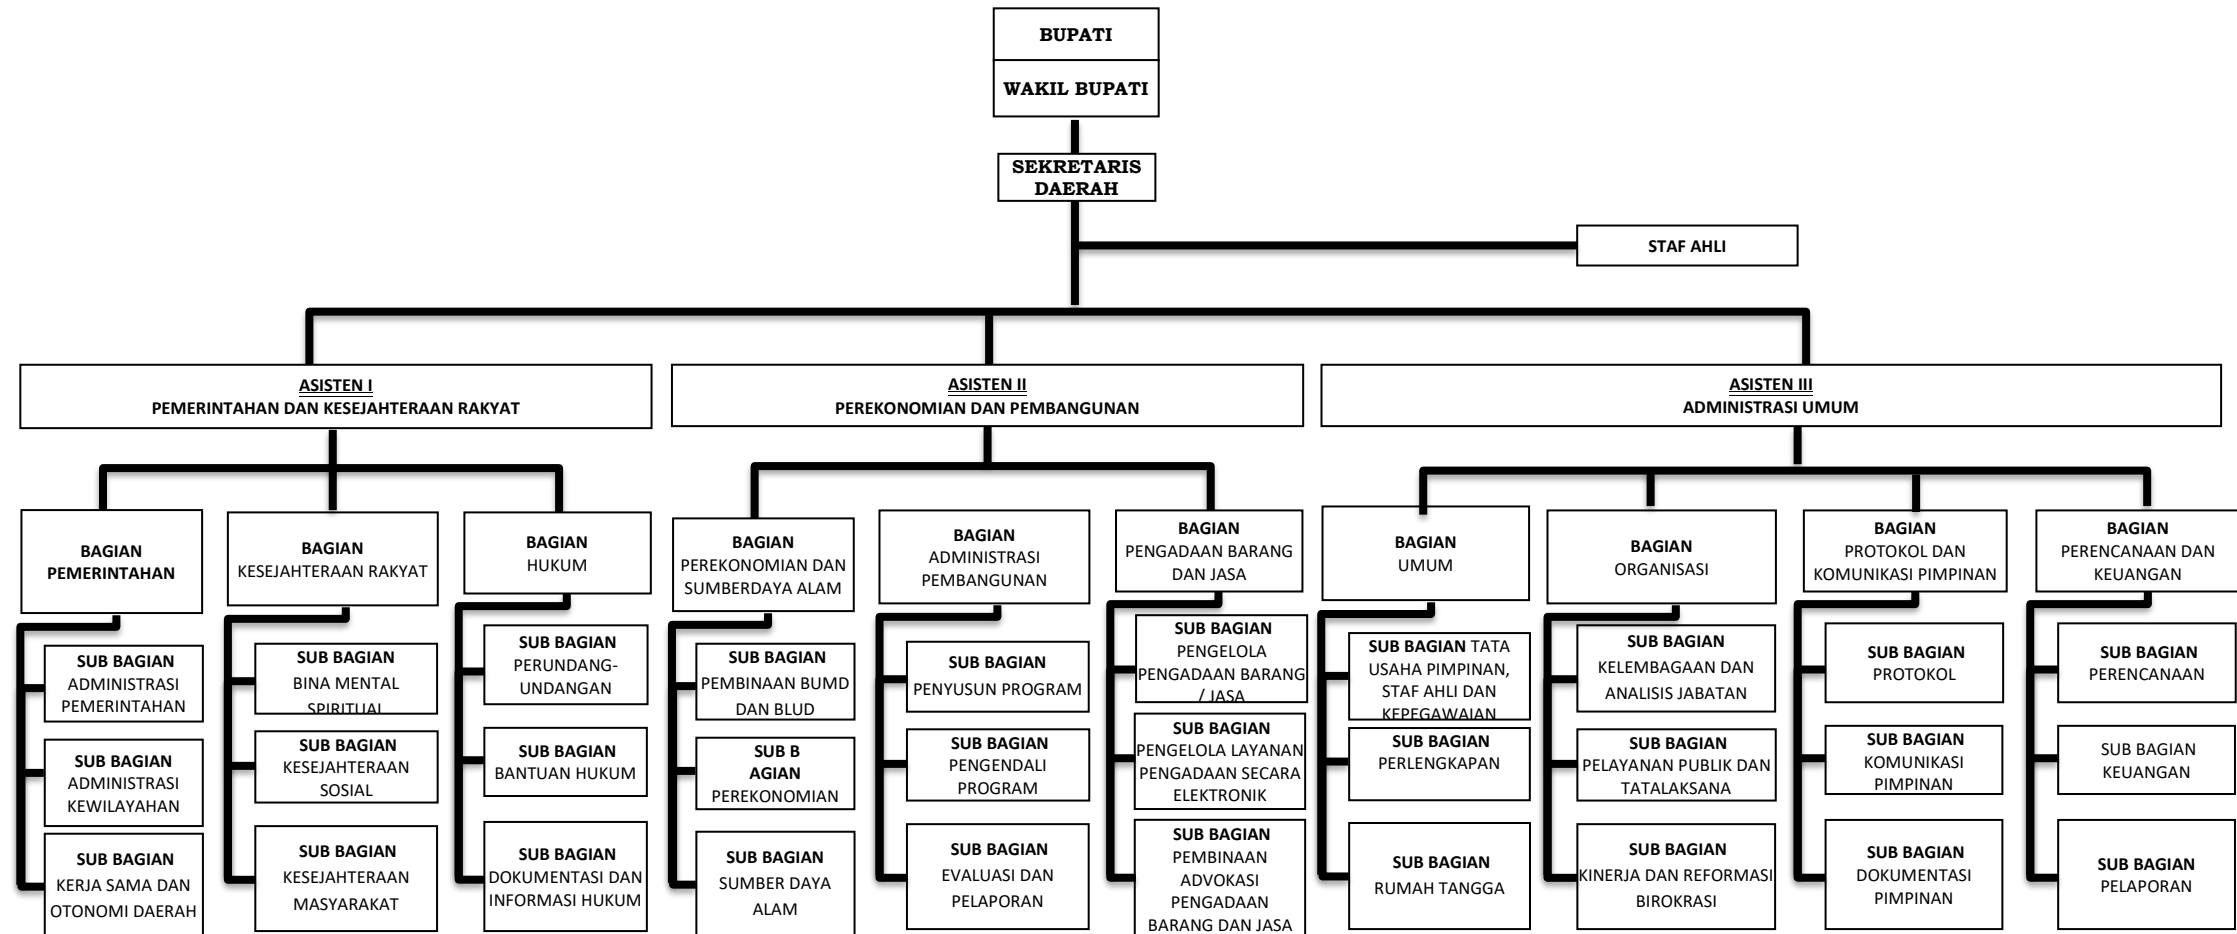 BUPATI
WAKIL BUPATI
SEKRETARIS
DAERAH
STAF AHLI
ASISTEN I
PEMERINTAHAN DAN KESEJAHTERAAN RAKYAT
ASISTEN II
PEREKONOMIAN DAN PEMBANGUNAN
ASISTEN III
ADMINISTRASI UMUM
BAGIAN
PEMERINTAHAN
BAGIAN
KESEJAHTERAAN RAKYAT
BAGIAN
HUKUM
BAGIAN
PEREKONOMIAN DAN
SUMBERDAYA ALAM
BAGIAN
ADMINISTRASI
PEMBANGUNAN
BAGIAN
PENGADAAN BARANG
DAN JASA
BAGIAN
UMUM
BAGIAN
ORGANISASI
BAGIAN
PROTOKOL DAN
KOMUNIKASI PIMPINAN
BAGIAN
PERENCANAAN DAN
KEUANGAN
SUB BAGIAN
ADMINISTRASI
PEMERINTAHAN
SUB BAGIAN
BINA MENTAL
SPIRITUAL
SUB BAGIAN
PERUNDANG-
UNDANGAN
SUB BAGIAN
PEMBINAAN BUMD
DAN BLUD
SUB BAGIAN
PENYUSUN PROGRAM
SUB BAGIAN
PENGELOLA
PENGADAAN BARANG
/ JASA
SUB BAGIAN TATA
USAHA PIMPINAN,
STAF AHLI DAN
KEPEGAWAIAN
SUB BAGIAN
KELEMBAGAAN DAN
ANALISIS JABATAN
SUB BAGIAN
PROTOKOL
SUB BAGIAN
PERENCANAAN
SUB BAGIAN
ADMINISTRASI
KEWILAYAHAN
SUB BAGIAN
KESEJAHTERAAN
SOSIAL
SUB BAGIAN
BANTUAN HUKUM
SUB B
AGIAN
PEREKONOMIAN
SUB BAGIAN
PENGENDALI
PROGRAM
SUB BAGIAN
PENGELOLA LAYANAN
PENGADAAN SECARA
ELEKTRONIK
SUB BAGIAN
PERLENGKAPAN
SUB BAGIAN
PELAYANAN PUBLIK DAN
TATALAKSANA
SUB BAGIAN
KOMUNIKASI
PIMPINAN
SUB BAGIAN
KEUANGAN
SUB BAGIAN
KERJA SAMA DAN
OTONOMI DAERAH
SUB BAGIAN
KESEJAHTERAAN
MASYARAKAT
SUB BAGIAN
DOKUMENTASI DAN
INFORMASI HUKUM
SUB BAGIAN
SUMBER DAYA
ALAM
SUB BAGIAN
EVALUASI DAN
PELAPORAN
SUB BAGIAN
PEMBINAAN
ADVOKASI
PENGADAAN
BARANG DAN JASA
SUB BAGIAN
RUMAH TANGGA
SUB BAGIAN
KINERJA DAN REFORMASI
BIROKRASI
SUB BAGIAN
DOKUMENTASI
PIMPINAN
SUB BAGIAN
PELAPORAN